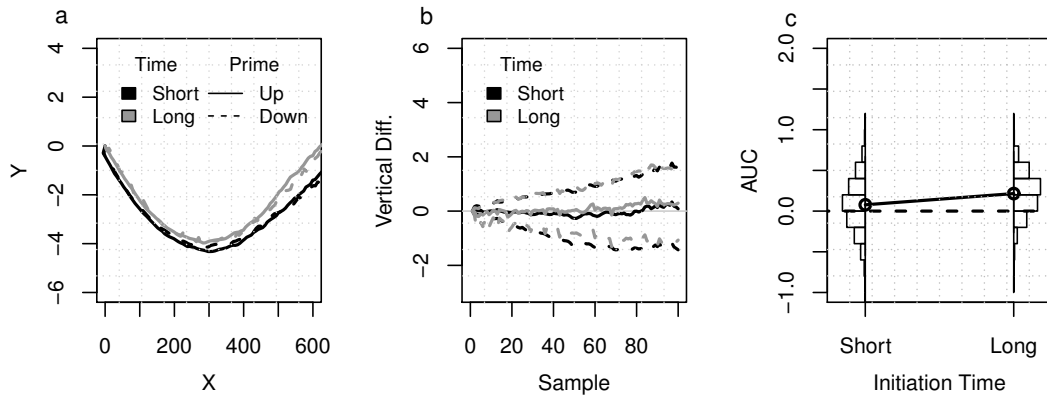 a
4
2
0
−2
−4
−6
Y
Time Prime
Short Up
Long Down
0 200 400 600
X
b
6
4
2
0
−2
Vertical Diff.
Time
Short
Long
0 20 40 60 80
Sample
c
2.0
1.0
0.0
−1.0
AUC
Short Long
Initiation Time